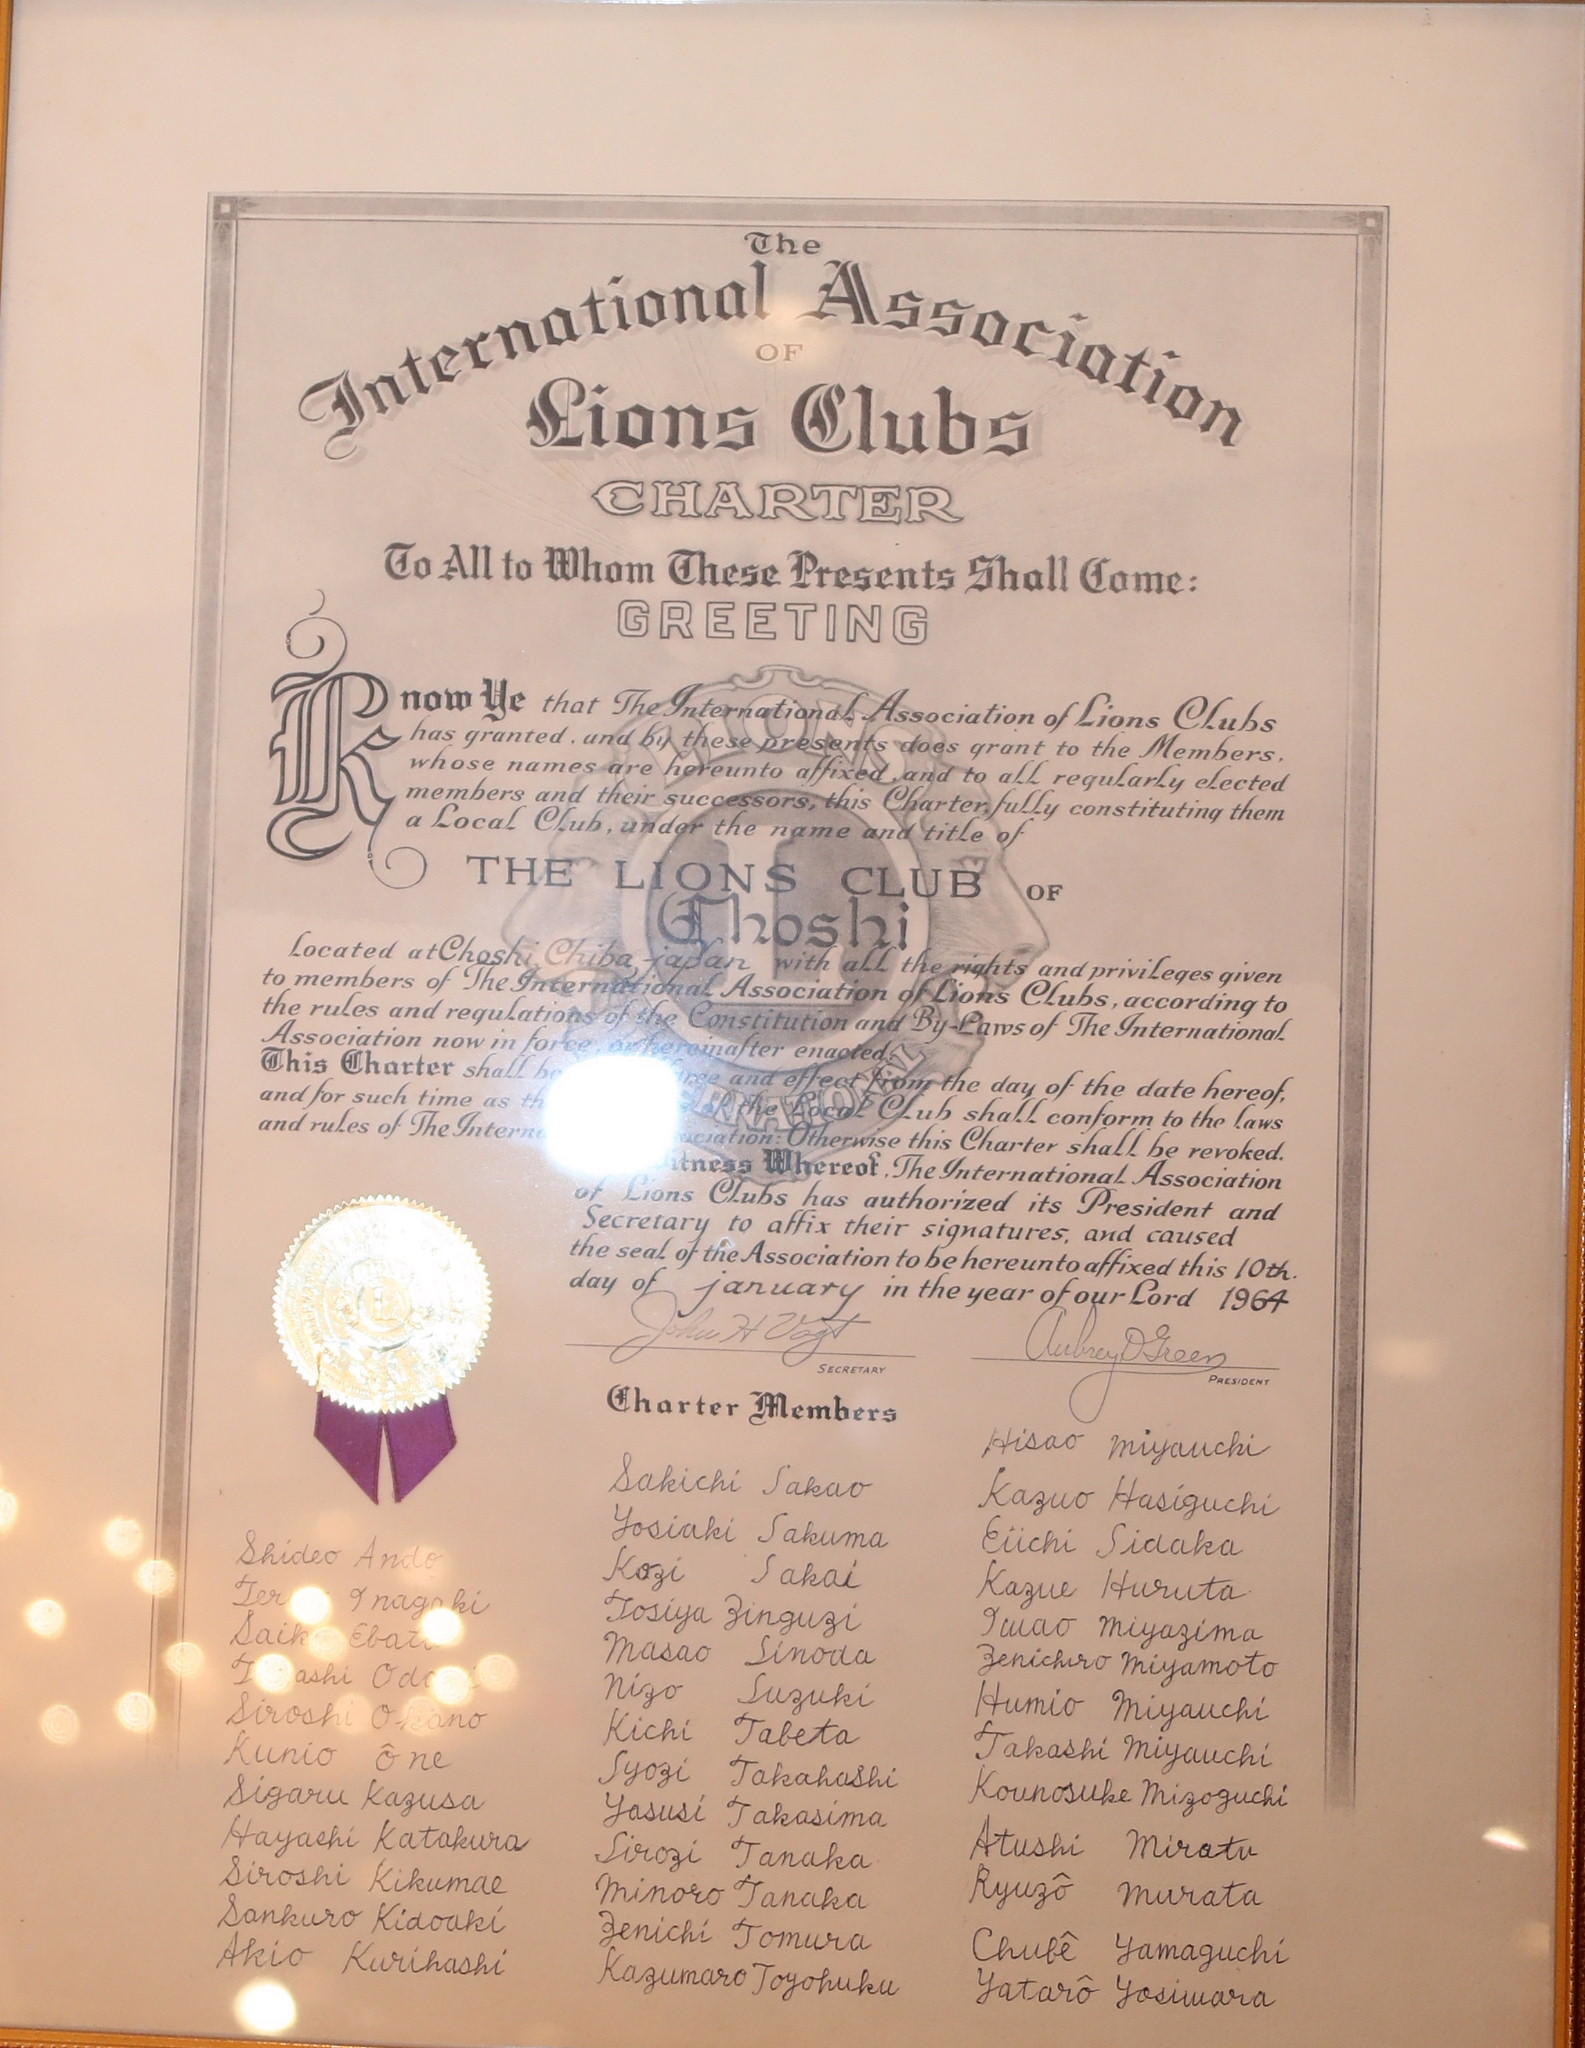 The
International Association
OF
Lions Clubs
CHARTER
To All to Whom These Presents Shall Come:
GREETING
Know Ye that The International Association of Lions Clubs
has granted, and by these presents does grant to the Members,
whose names are hereunto affixed, and to all regularly elected
members and their successors, this Charter, fully constituting them
a Local Club, under the name and title of
THE LIONS CLUB OF
Choshi
Located at Choshi, Chiba-japan with all the rights and privileges given
to members of The International Association of Lions Clubs, according to
the rules and regulations of the Constitution and By-Laws of The International
Association now in force, or hereinafter enacted.
This Charter shall and effect from the day of the date hereof,
and for such time as of the Local Club shall conform to the laws
and rules of The Otherwise this Charter shall be revoked.
Whereof, The International Association
of Lions Clubs has authorized its President and
Secretary to affix their signatures, and caused
the seal of the Association to be hereunto affixed this 10th.
day of january in the year of our Lord 1964
John H Vogt
Aubrey D Green
SECRETARY
PRESIDENT
Charter Members
Shideo Ando
Inagaki
Siroshi Okano
Kunio Ône
Sigaru Kazusa
Hayashi Katakura
Siroshi Kikumae
Sankuro Kidoaki
Akio Kurihashi
Sakichi Sakao
Yosiaki Sakuma
Kozi Sakai
Tosiya Zinguzi
Masao Sinoda
Nizo Suzuki
Kichi Tabeta
Syozi Takahashi
Yasusi Takasima
Sirozi Tanaka
Minoro Tanaka
Zenichi Tomura
Kazumaro Toyohuku
Hisao Miyauchi
Kazuo Hasiguchi
Eiichi Sidaka
Kazue Huruta
Iwao Miyazima
Zenichiro Miyamoto
Humio Miyauchi
Takashi Miyauchi
Kounosuke Mizoguchi
Atushi Miratu
Ryuzô Murata
Chubê Yamaguchi
Yatarô Yosiwara
LIONS
INTERNATIONAL